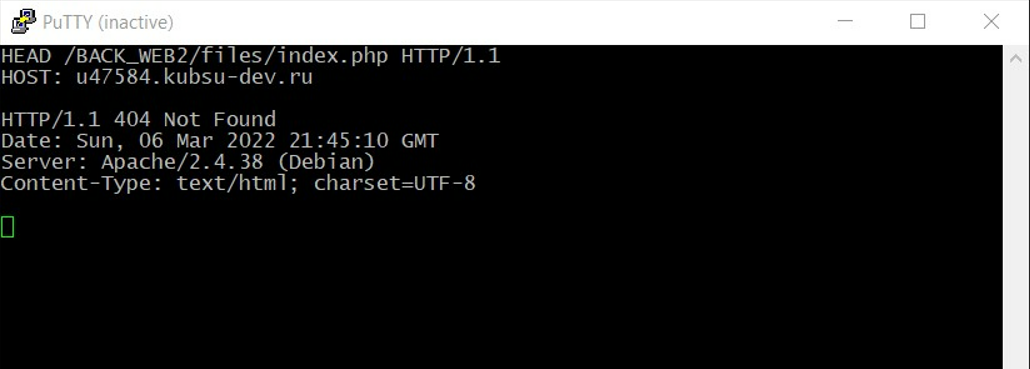 PuTTY (inactive)
HEAD /BACK_WEB2/files/index.php HTTP/1.1
HOST: u47584.kubsu-dev.ru
HTTP/1.1 404 Not Found
Date: Sun, 06 Mar 2022 21:45:10 GMT
Server: Apache/2.4.38 (Debian)
Content-Type: text/html; charset=UTF-8